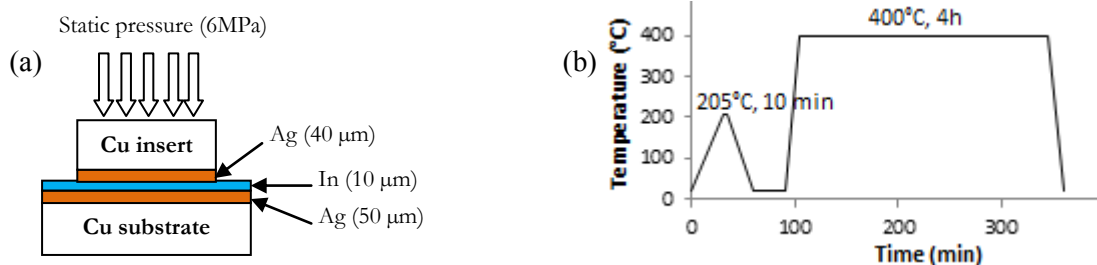 Static pressure (6MPa)
(a)
Cu insert
Ag (40 µm)
In (10 µm)
Ag (50 µm)
Cu substrate
(b)
Temperature (°C)
400
300
200
100
0
400°C, 4h
205°C, 10 min
0
100
200
300
Time (min)